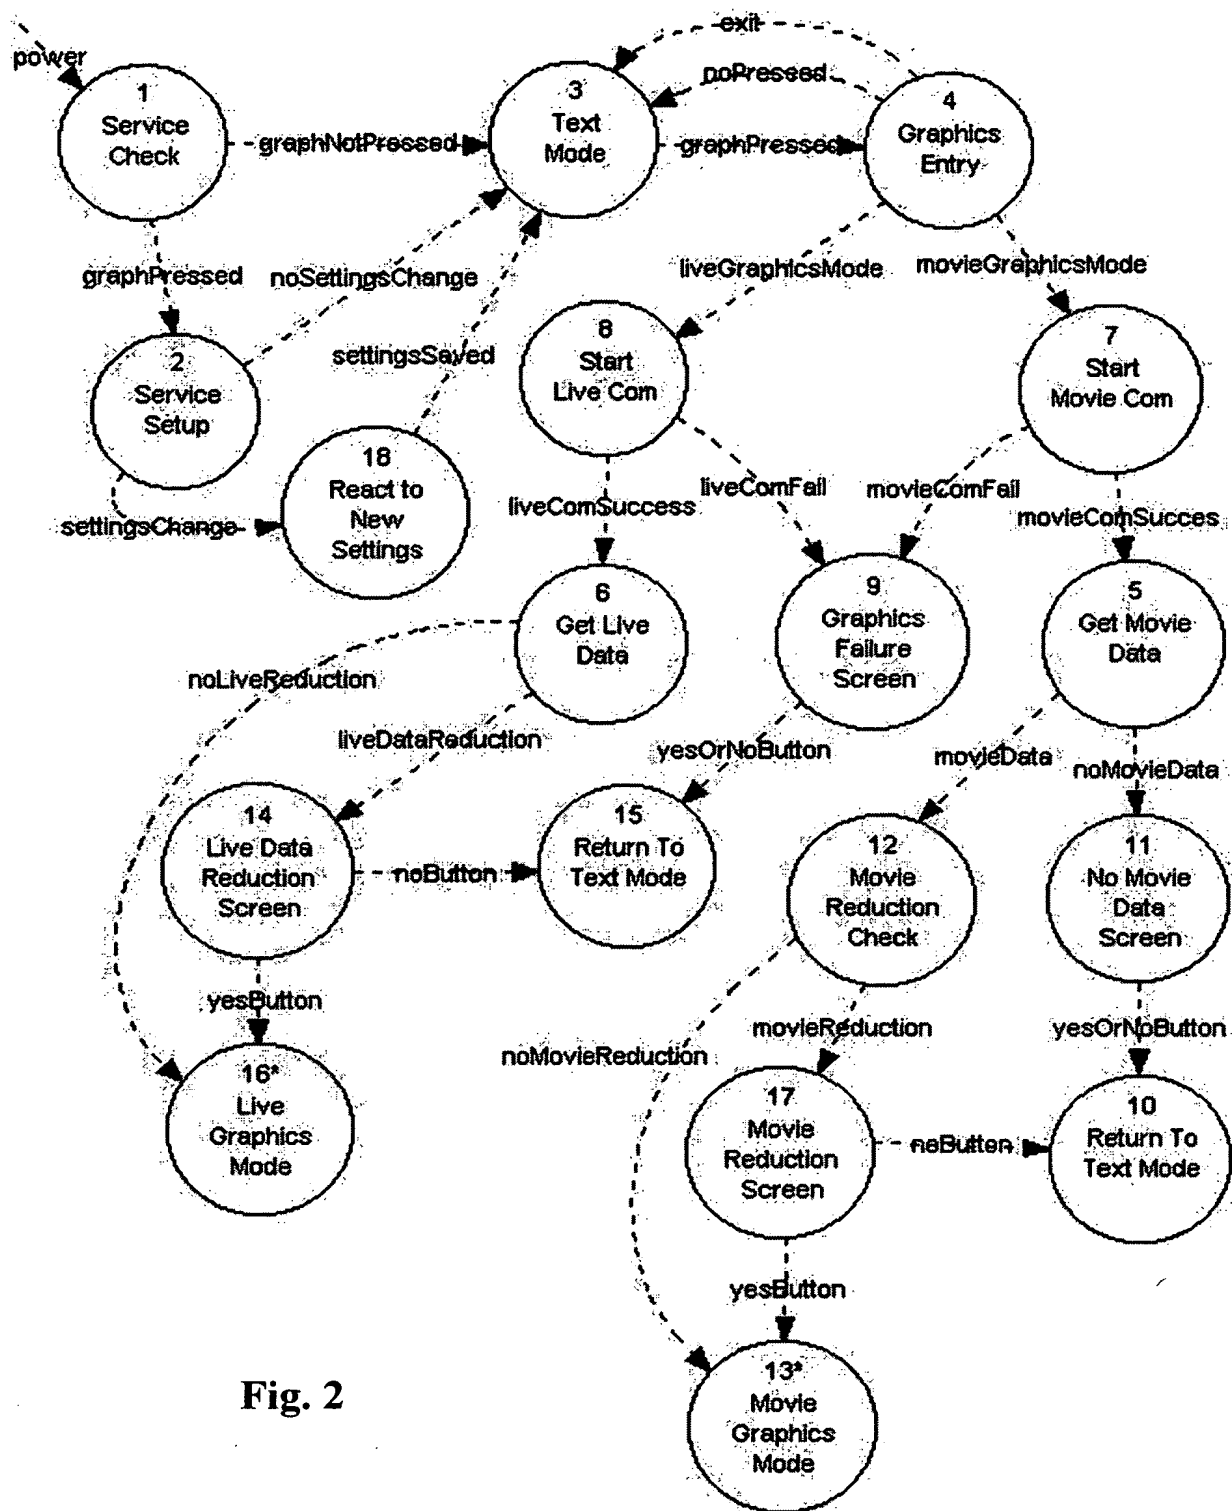 exit
power
noPressed
1
Service
Check
graphNotPressed
3
Text
Mode
graphPressed
4
Graphics
Entry
graphPressed
noSettingsChange
liveGraphicsMode
movieGraphicsMode
2
Service
Setup
settingsSaved
8
Start
Live Com
7
Start
Movie Com
settingsChange
18
React to
New
Settings
liveComSuccess
liveComFail
movieComFail
movieComSucces
6
Get Live
Data
9
Graphics
Failure
Screen
5
Get Movie
Data
noLiveReduction
liveDataReduction
yesOrNoButton
movieData
noMovieData
14
Live Data
Reduction
Screen
noButton
15
Return To
Text Mode
12
Movie
Reduction
Check
11
No Movie
Data
Screen
yesButton
noMovieReduction
movieReduction
yesOrNoButton
16*
Live
Graphics
Mode
17
Movie
Reduction
Screen
noButton
10
Return To
Text Mode
yesButton
13*
Movie
Graphics
Mode
Fig. 2